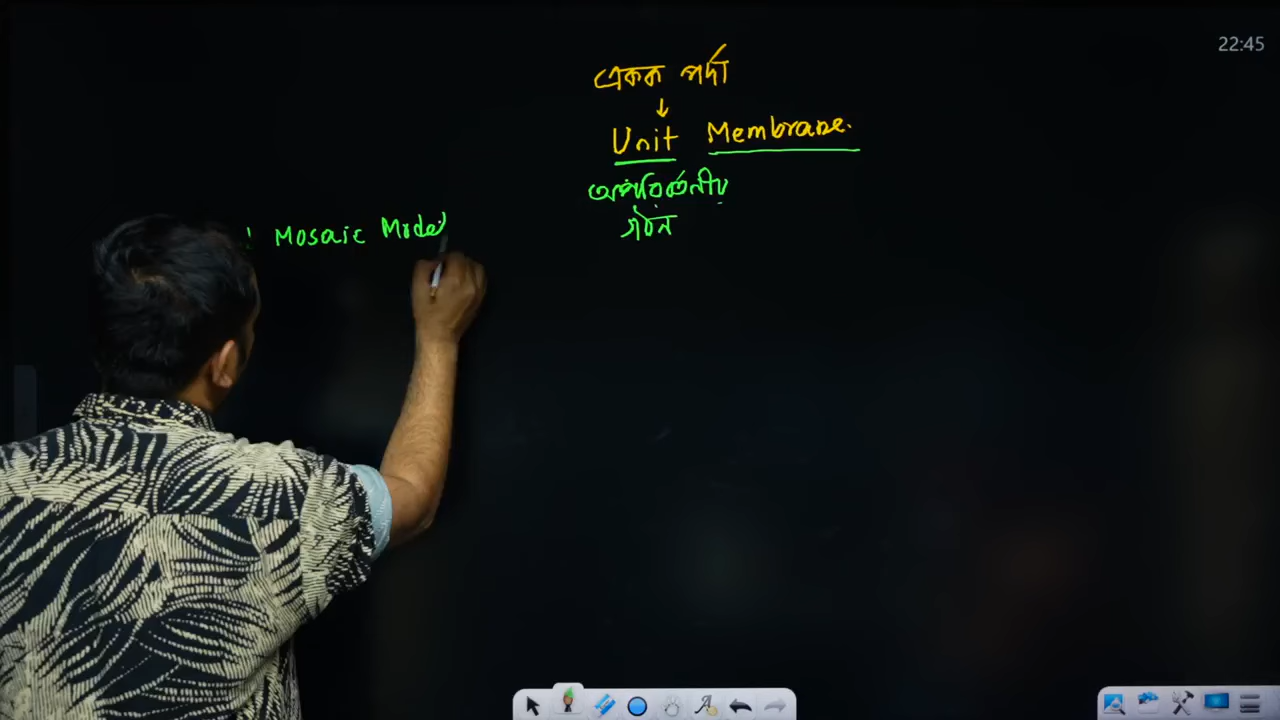 22:45
একক পর্দা
↓
Unit Membrane.
অপরিবর্তনীয়
গঠন
Mosaic Model